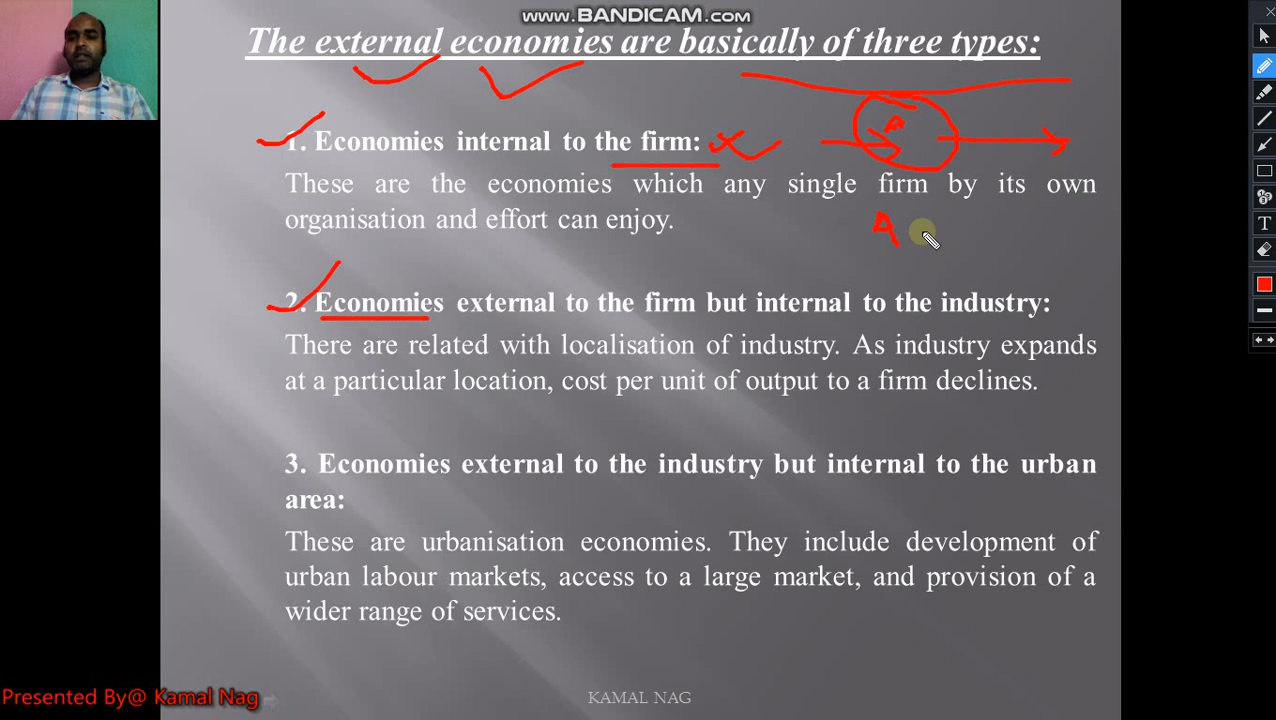 www.BANDICAM.com
The external economies are basically of three types:
1. Economies internal to the firm:
A
These are the economies which any single firm by its own
organisation and effort can enjoy.
A
2. Economies external to the firm but internal to the industry:
There are related with localisation of industry. As industry expands
at a particular location, cost per unit of output to a firm declines.
3. Economies external to the industry but internal to the urban
area:
These are urbanisation economies. They include development of
urban labour markets, access to a large market, and provision of a
wider range of services.
Presented By@ Kamal Nag
KAMAL NAG
T